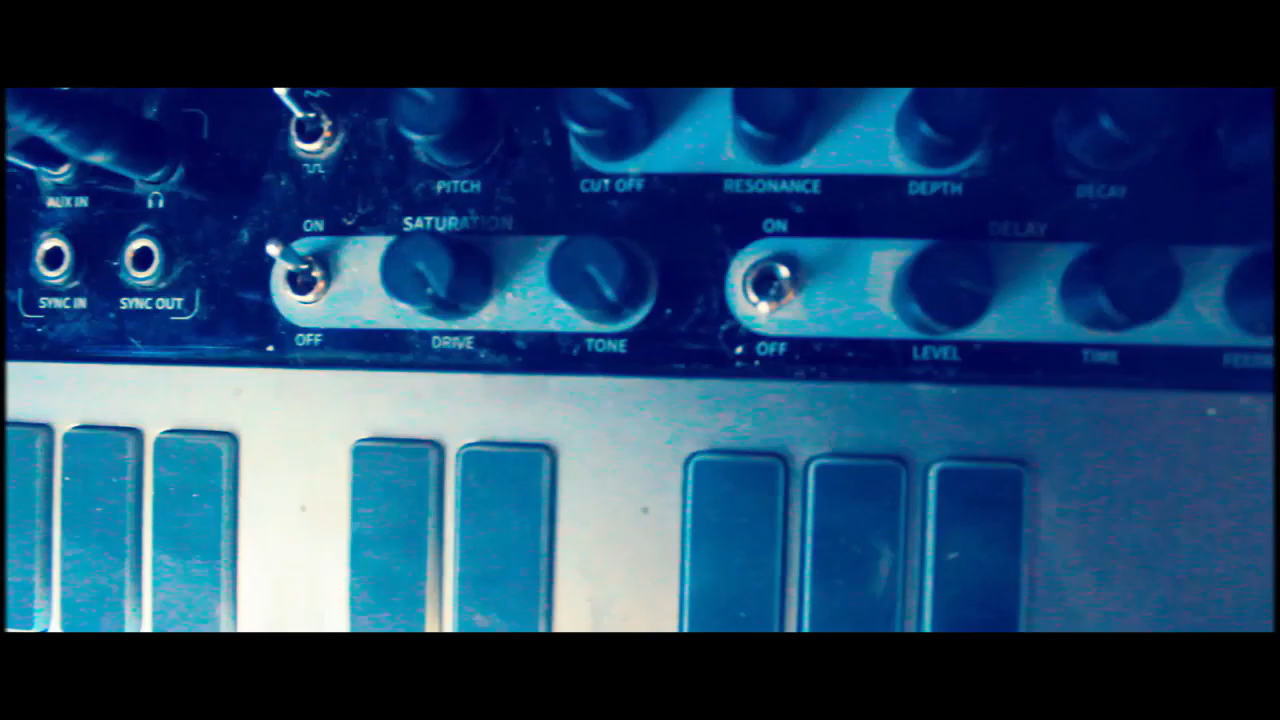 PITCH CUT OFF RESONANCE DEPTH DECAY
AUX IN
ON SATURATION ON DELAY
SYNC IN SYNC OUT
OFF DRIVE TONE OFF LEVEL TIME